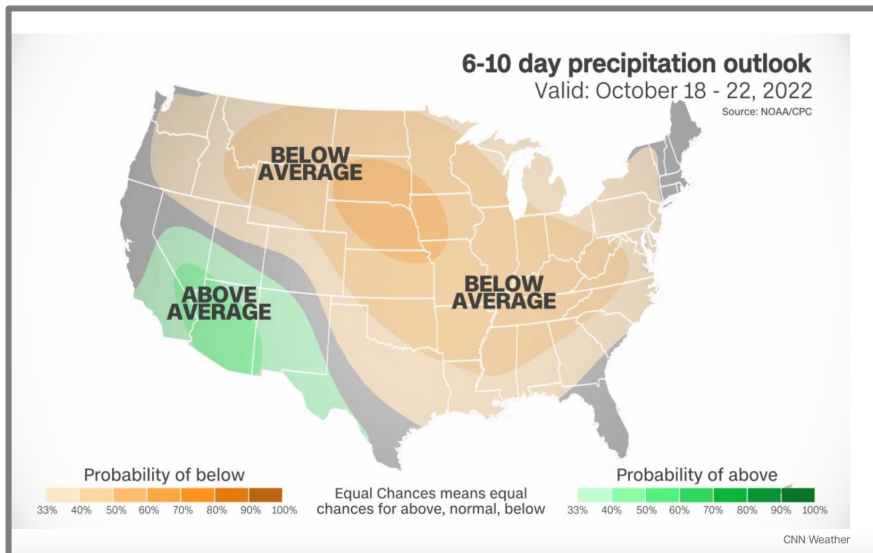 6-10 day precipitation outlook
Valid: October 18 - 22, 2022
Source: NOAA/CPC
BELOW
AVERAGE
BELOW
AVERAGE
ABOVE
AVERAGE
Probability of below
33% 40% 50% 60% 70% 80% 90% 100%
Equal Chances means equal
chances for above, normal, below
Probability of above
33% 40% 50% 60% 70% 80% 90% 100%
CNN Weather